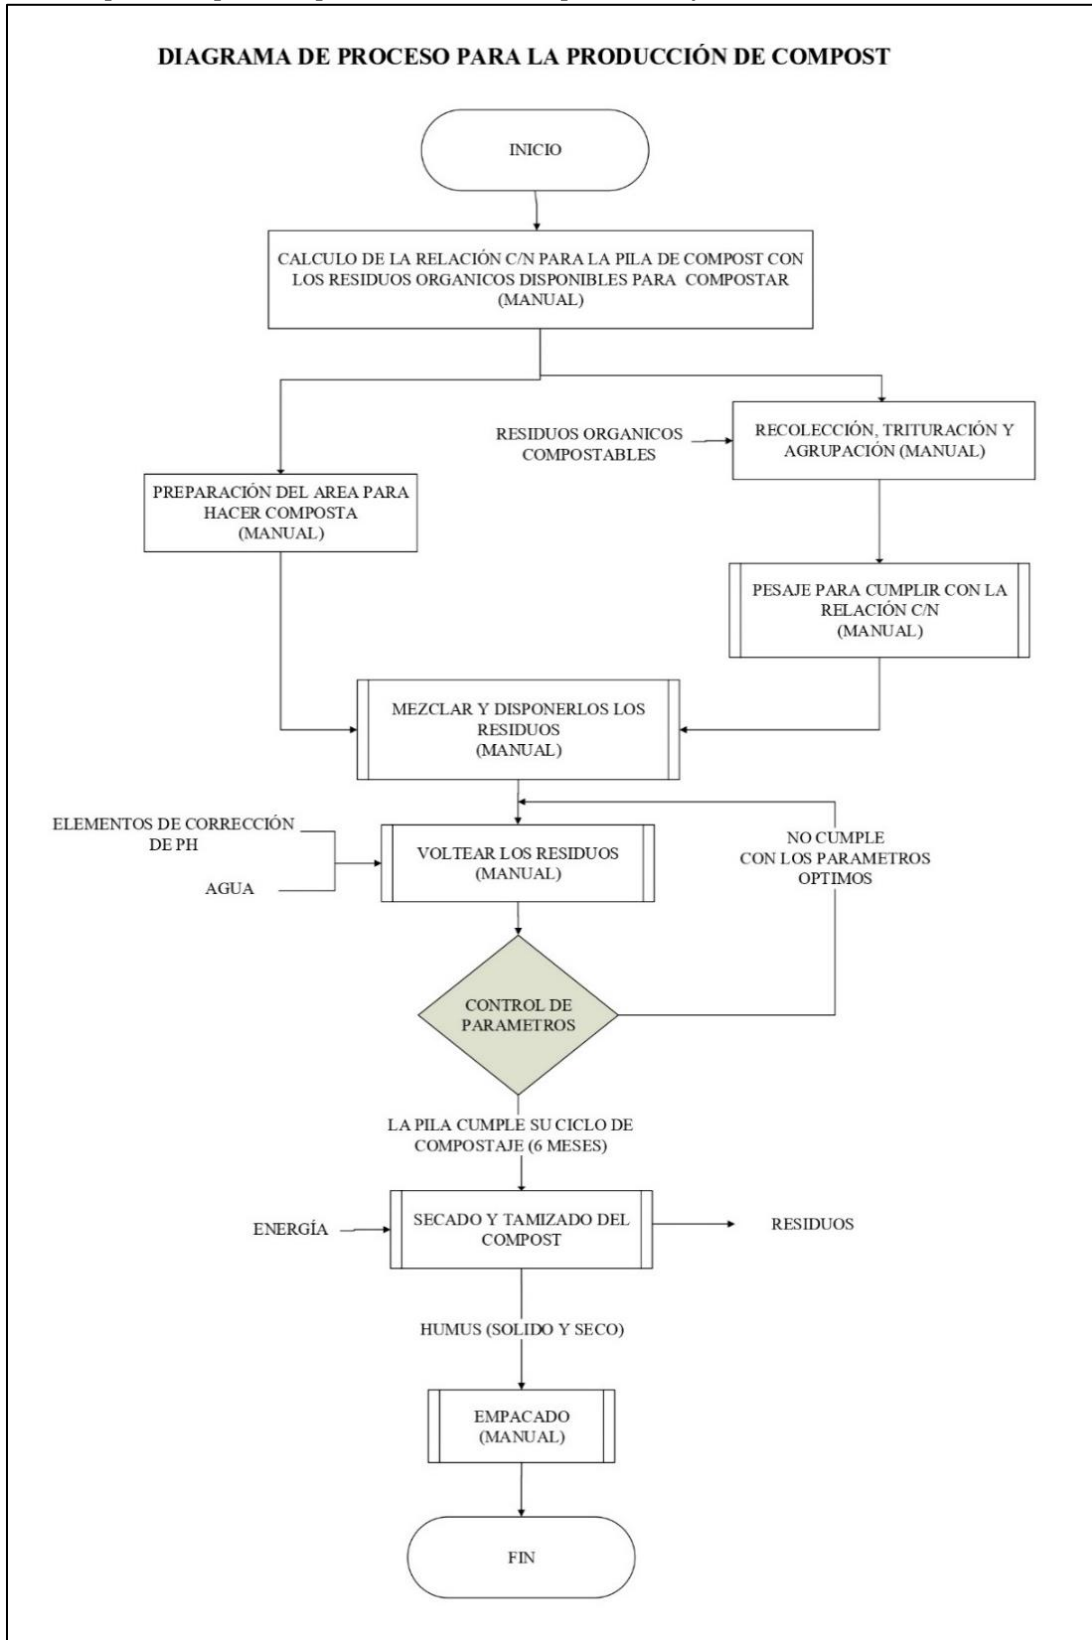 DIAGRAMA DE PROCESO PARA LA PRODUCCIÓN DE COMPOST
INICIO
CALCULO DE LA RELACIÓN C/N PARA LA PILA DE COMPOST CON
LOS RESIDUOS ORGANICOS DISPONIBLES PARA COMPOSTAR
(MANUAL)
RESIDUOS ORGANICOS
COMPOSTABLES
RECOLECCIÓN, TRITURACIÓN Y
AGRUPACIÓN (MANUAL)
PREPARACIÓN DEL AREA PARA
HACER COMPOSTA
(MANUAL)
PESAJE PARA CUMPLIR CON LA
RELACIÓN C/N
(MANUAL)
MEZCLAR Y DISPONERLOS LOS
RESIDUOS
(MANUAL)
ELEMENTOS DE CORRECCIÓN
DE PH
AGUA
VOLTEAR LOS RESIDUOS
(MANUAL)
NO CUMPLE
CON LOS PARAMETROS
OPTIMOS
CONTROL DE
PARAMETROS
LA PILA CUMPLE SU CICLO DE
COMPOSTAJE (6 MESES)
ENERGÍA
SECADO Y TAMIZADO DEL
COMPOST
RESIDUOS
HUMUS (SOLIDO Y SECO)
EMPACADO
(MANUAL)
FIN